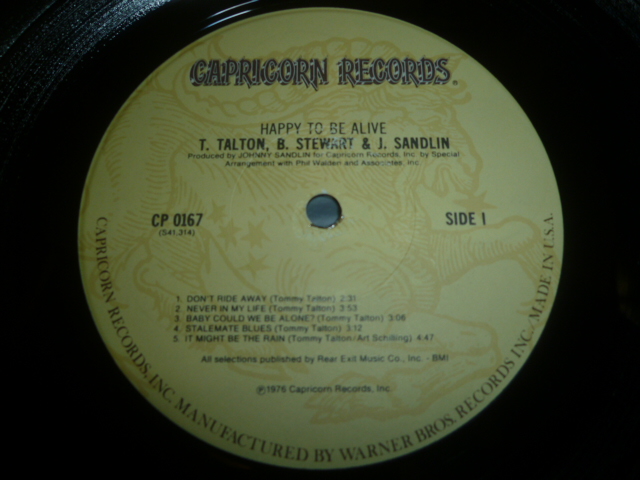 CAPRICORN RECORDS.
HAPPY TO BE ALIVE
T. TALTON, B. STEWART & J. SANDLIN
Produced by JOHNNY SANDLIN for Capricorn Records, Inc. by Special
Arrangement with Phil Walden and Associates, Inc.
CP 0167
(S41,314)
SIDE 1
1. DON'T RIDE AWAY (Tommy Talton) 2:31
2. NEVER IN MY LIFE (Tommy Talton) 3:53
3. BABY COULD WE BE ALONE? (Tommy Talton) 3:08
4. STALEMATE BLUES (Tommy Talton) 3:12
5. IT MIGHT BE THE RAIN (Tommy Talton/Art Schilling) 4:47
All selections published by Rear Exit Music Co., Inc. - BMI
℗1976 Capricorn Records, Inc.
CAPRICORN RECORDS, INC. MANUFACTURED BY WARNER BROS. RECORDS INC.-MADE IN U.S.A.